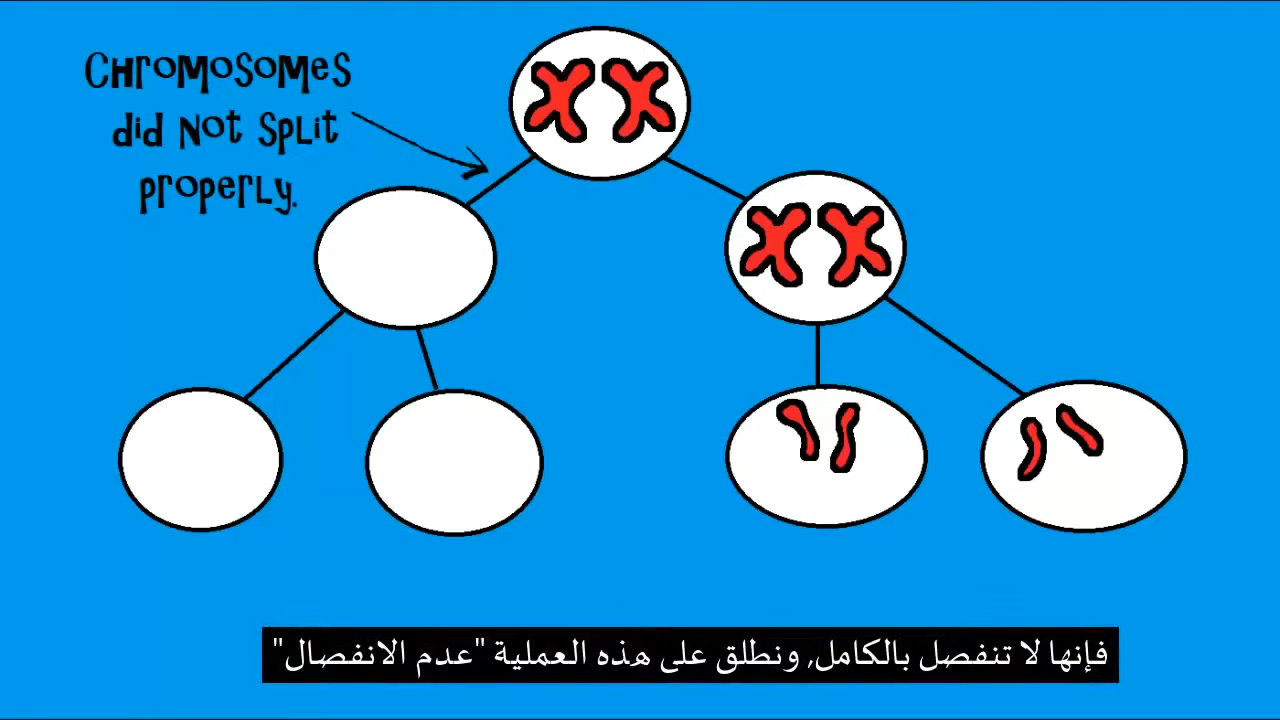 Chromosomes
did Not Split
properly.
فإنها لا تنفصل بالكامل, ونطلق على هذه العملية "عدم الانفصال"